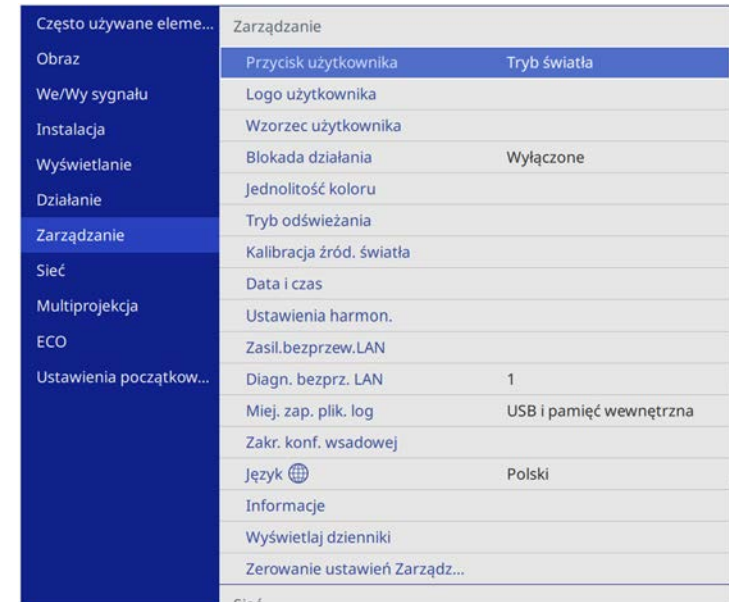 Często używane eleme...
Obraz
We/Wy sygnału
Instalacja
Wyświetlanie
Działanie
Zarządzanie
Sieć
Multiprojekcja
ECO
Ustawienia początkow...
Zarządzanie
Przycisk użytkownika Tryb światła
Logo użytkownika
Wzorzec użytkownika
Blokada działania Wyłączone
Jednolitość koloru
Tryb odświeżania
Kalibracja źród. światła
Data i czas
Ustawienia harmon.
Zasil.bezprzew.LAN
Diagn. bezprz. LAN 1
Miej. zap. plik. log USB i pamięć wewnętrzna
Zakr. konf. wsadowej
Język Polski
Informacje
Wyświetlaj dzienniki
Zerowanie ustawień Zarządz...